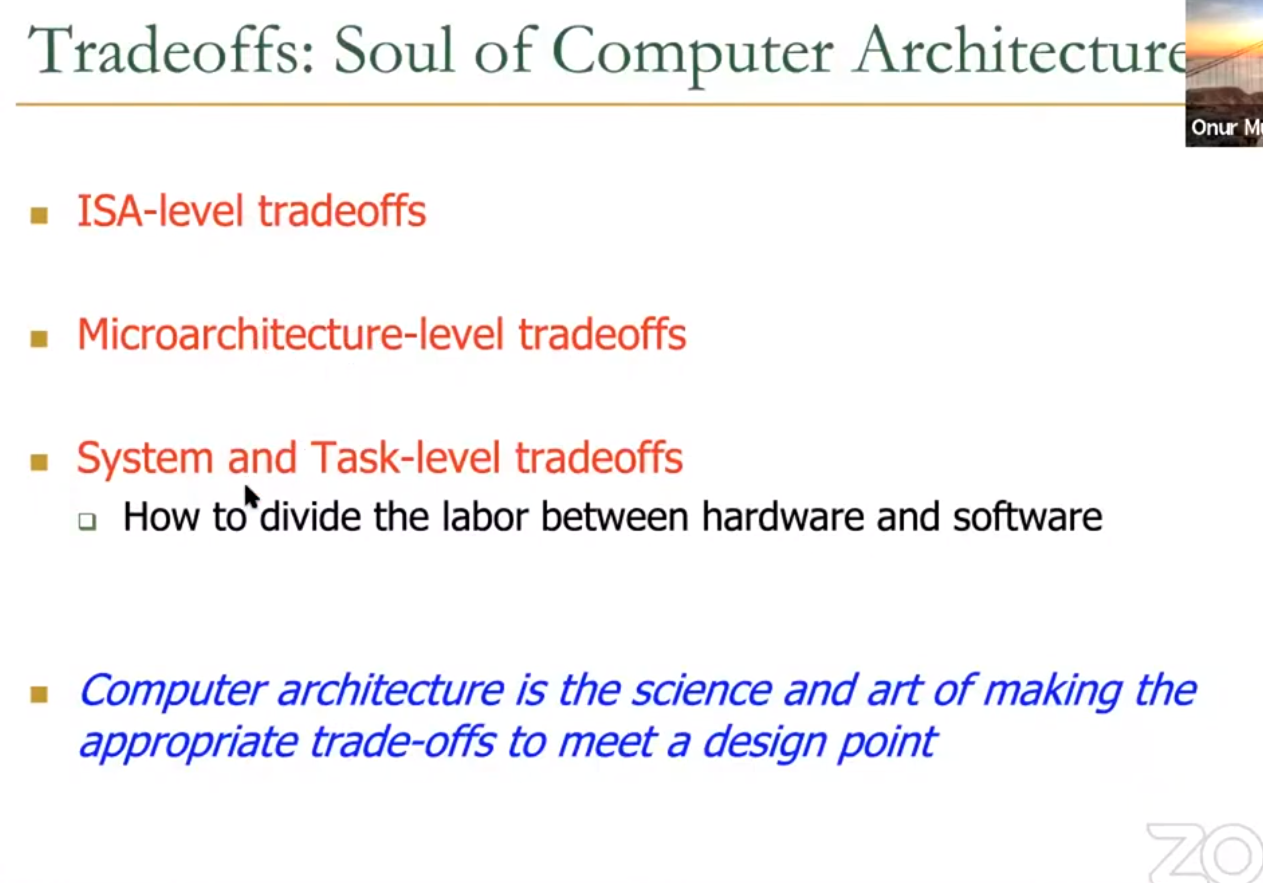 Tradeoffs: Soul of Computer Architecture
Onur Mu
ISA-level tradeoffs
Microarchitecture-level tradeoffs
System and Task-level tradeoffs
How to divide the labor between hardware and software
Computer architecture is the science and art of making the
appropriate trade-offs to meet a design point
ZO